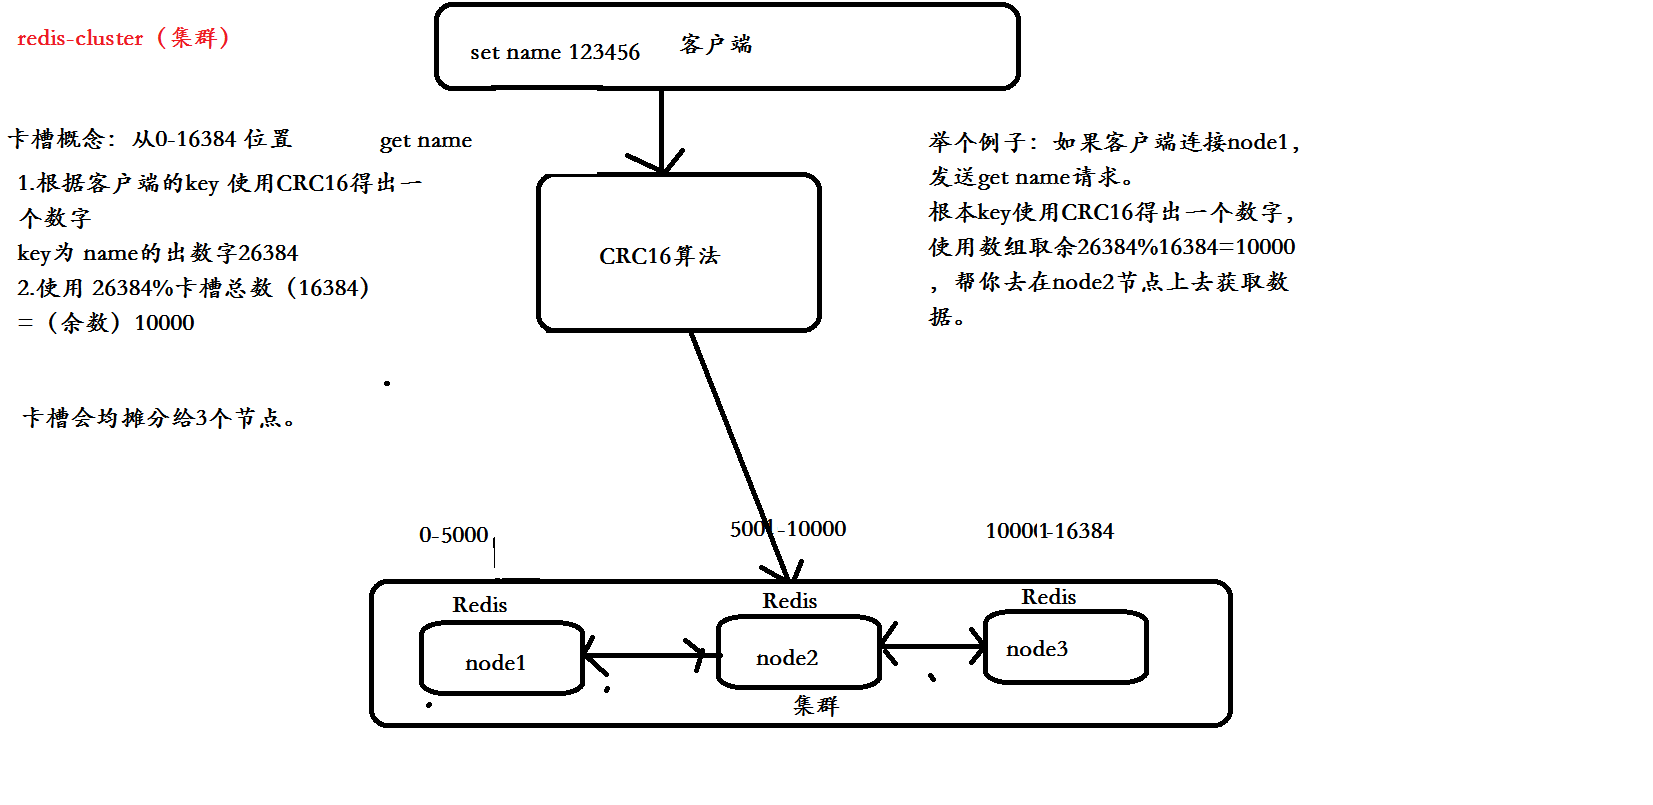 redis-cluster（集群）
set name 123456 客户端
卡槽概念：从0-16384 位置
get name
1.根据客户端的key 使用CRC16得出一
个数字
key为 name的出数字26384
2.使用 26384%卡槽总数（16384）
=（余数）10000
卡槽会均摊分给3个节点。
CRC16算法
举个例子：如果客户端连接node1，
发送get name请求。
根本key使用CRC16得出一个数字，
使用数组取余26384%16384=10000
，帮你去在node2节点上去获取数
据。
0-5000
5001-10000
10001-16384
Redis
Redis
Redis
node1
node2
node3
集群